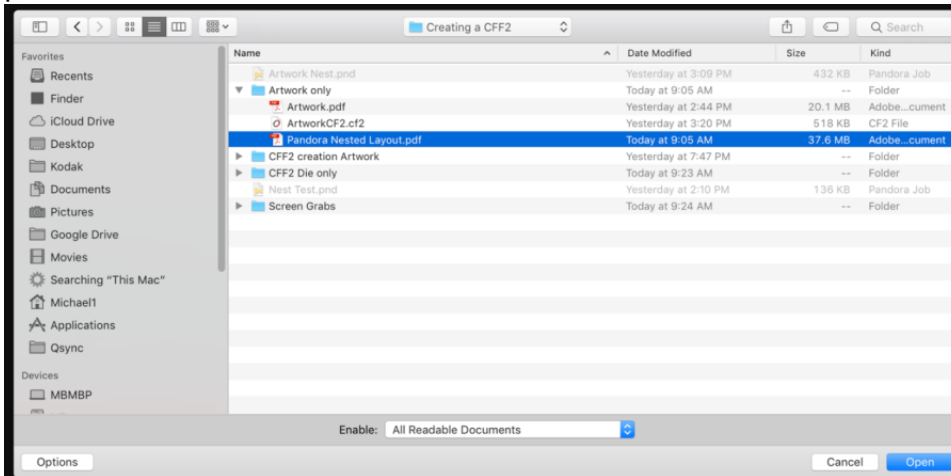 Creating a CFF2 Search
Favorites
Recents
Finder
iCloud Drive
Desktop
Kodak
Documents
Pictures
Google Drive
Movies
Searching “This Mac”
Michael1
Applications
Qsync
Devices
MBMBP
Name Date Modified Size Kind
Artwork Nest.pnd Yesterday at 3:09 PM 432 KB Pandora Job
Artwork only Today at 9:05 AM -- Folder
Artwork.pdf Yesterday at 2:44 PM 20.1 MB Adobe...cument
ArtworkCF2.cf2 Yesterday at 3:20 PM 518 KB CF2 File
Pandora Nested Layout.pdf Today at 9:05 AM 37.6 MB Adobe...cument
CFF2 creation Artwork Yesterday at 7:47 PM -- Folder
CFF2 Die only Today at 9:23 AM -- Folder
Nest Test.pnd Yesterday at 2:10 PM 136 KB Pandora Job
Screen Grabs Today at 9:24 AM -- Folder
Enable: All Readable Documents
Options Cancel Open